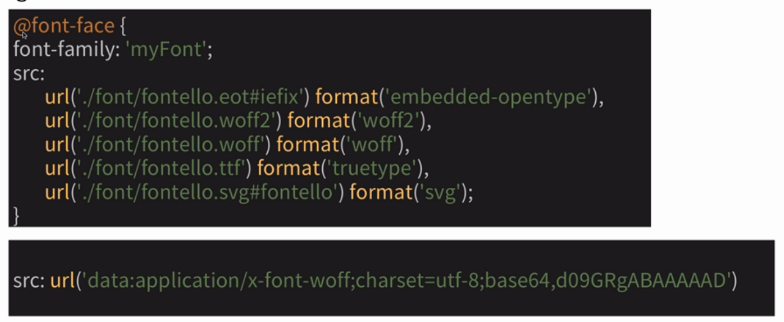 @font-face {
font-family: 'myFont';
src:
url('./font/fontello.eot#iefix') format('embedded-opentype'),
url('./font/fontello.woff2') format('woff2'),
url('./font/fontello.woff') format('woff'),
url('./font/fontello.ttf') format('truetype'),
url('./font/fontello.svg#fontello') format('svg');
}
src: url('data:application/x-font-woff;charset=utf-8;base64,d09GRgABAAAAAD')